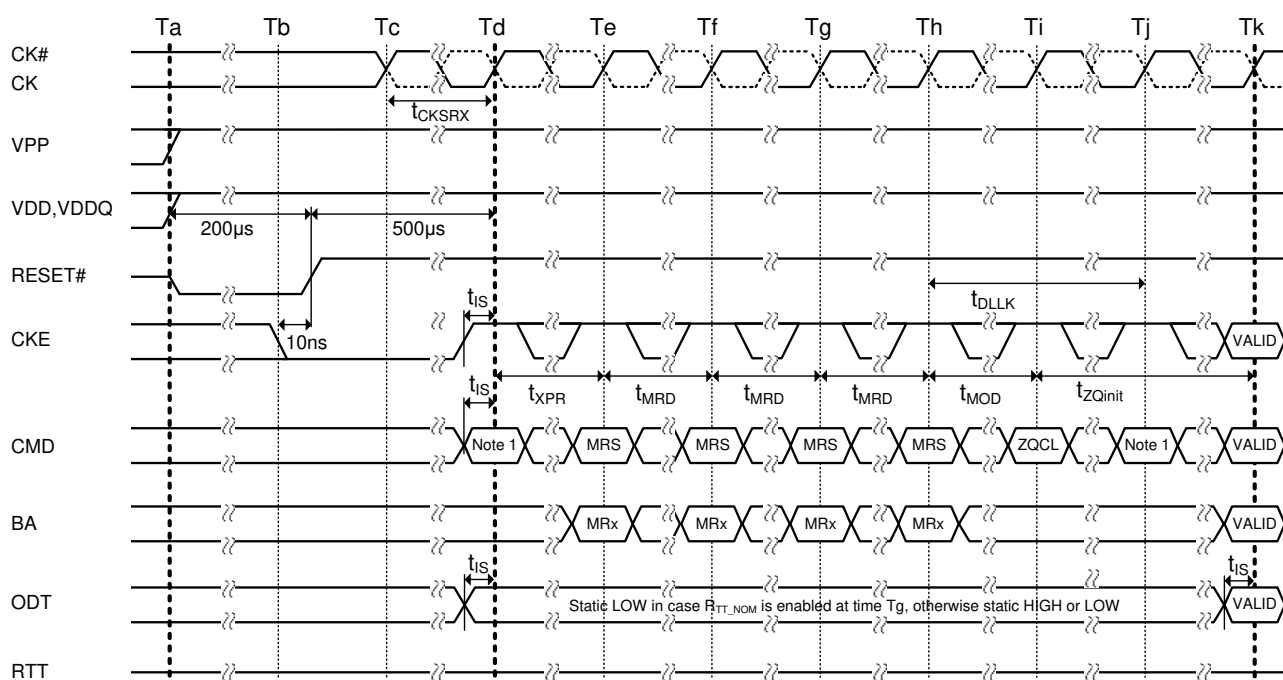 Ta Tb Tc Td Te Tf Tg Th Ti Tj Tk
CK#
CK
tCKSRX
VPP
VDD,VDDQ
200µs 500µs
RESET#
tIS tDLLK
CKE 10ns VALID
tIS tXPR tMRD tMRD tMRD tMOD tZQinit
CMD Note 1 MRS MRS MRS MRS ZQCL Note 1 VALID
BA MRx MRx MRx MRx VALID
tIS tIS
ODT Static LOW in case RTT_NOM is enabled at time Tg, otherwise static HIGH or LOW VALID
RTT